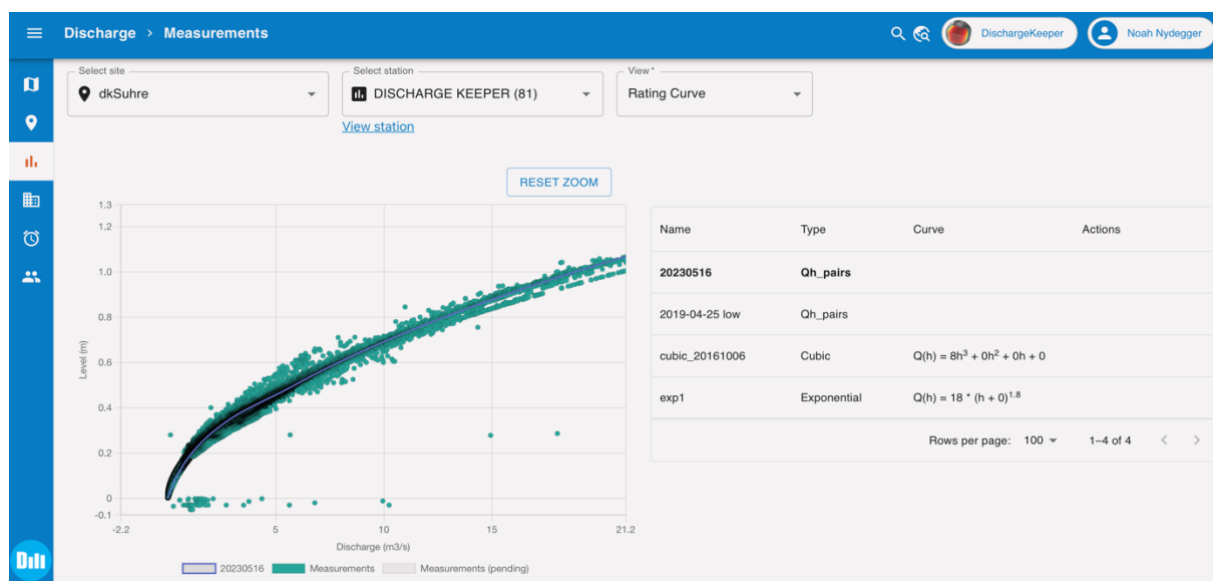 Discharge > Measurements
DischargeKeeper
Noah Nydegger
Select site
dkSuhre
Select station
DISCHARGE KEEPER (81)
View*
Rating Curve
View station
RESET ZOOM
1.3
1.2
1.0
0.8
0.6
0.4
0.2
0
-0.1
Level (m)
-2.2 5 10 15 21.2
Discharge (m3/s)
20230516 Measurements Measurements (pending)
Name Type Curve Actions
20230516 Qh_pairs
2019-04-25 low Qh_pairs
cubic_20161006 Cubic Q(h) = 8h³ + 0h² + 0h + 0
exp1 Exponential Q(h) = 18 * (h + 0)¹·⁸
Rows per page: 100 1–4 of 4 < >